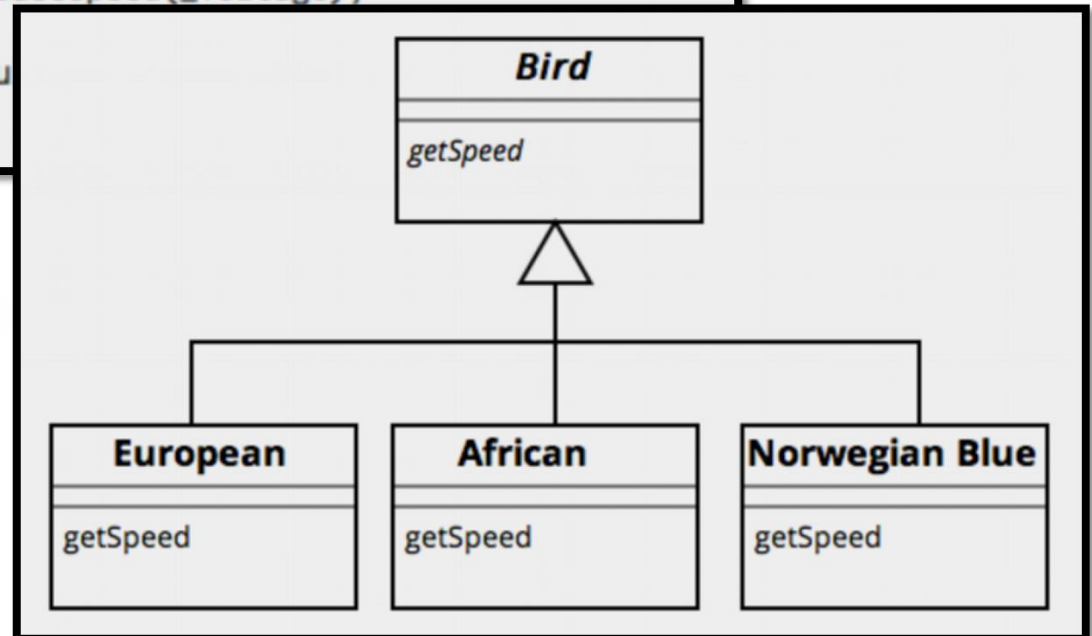 Bird
getSpeed
European
getSpeed
African
getSpeed
Norwegian Blue
getSpeed